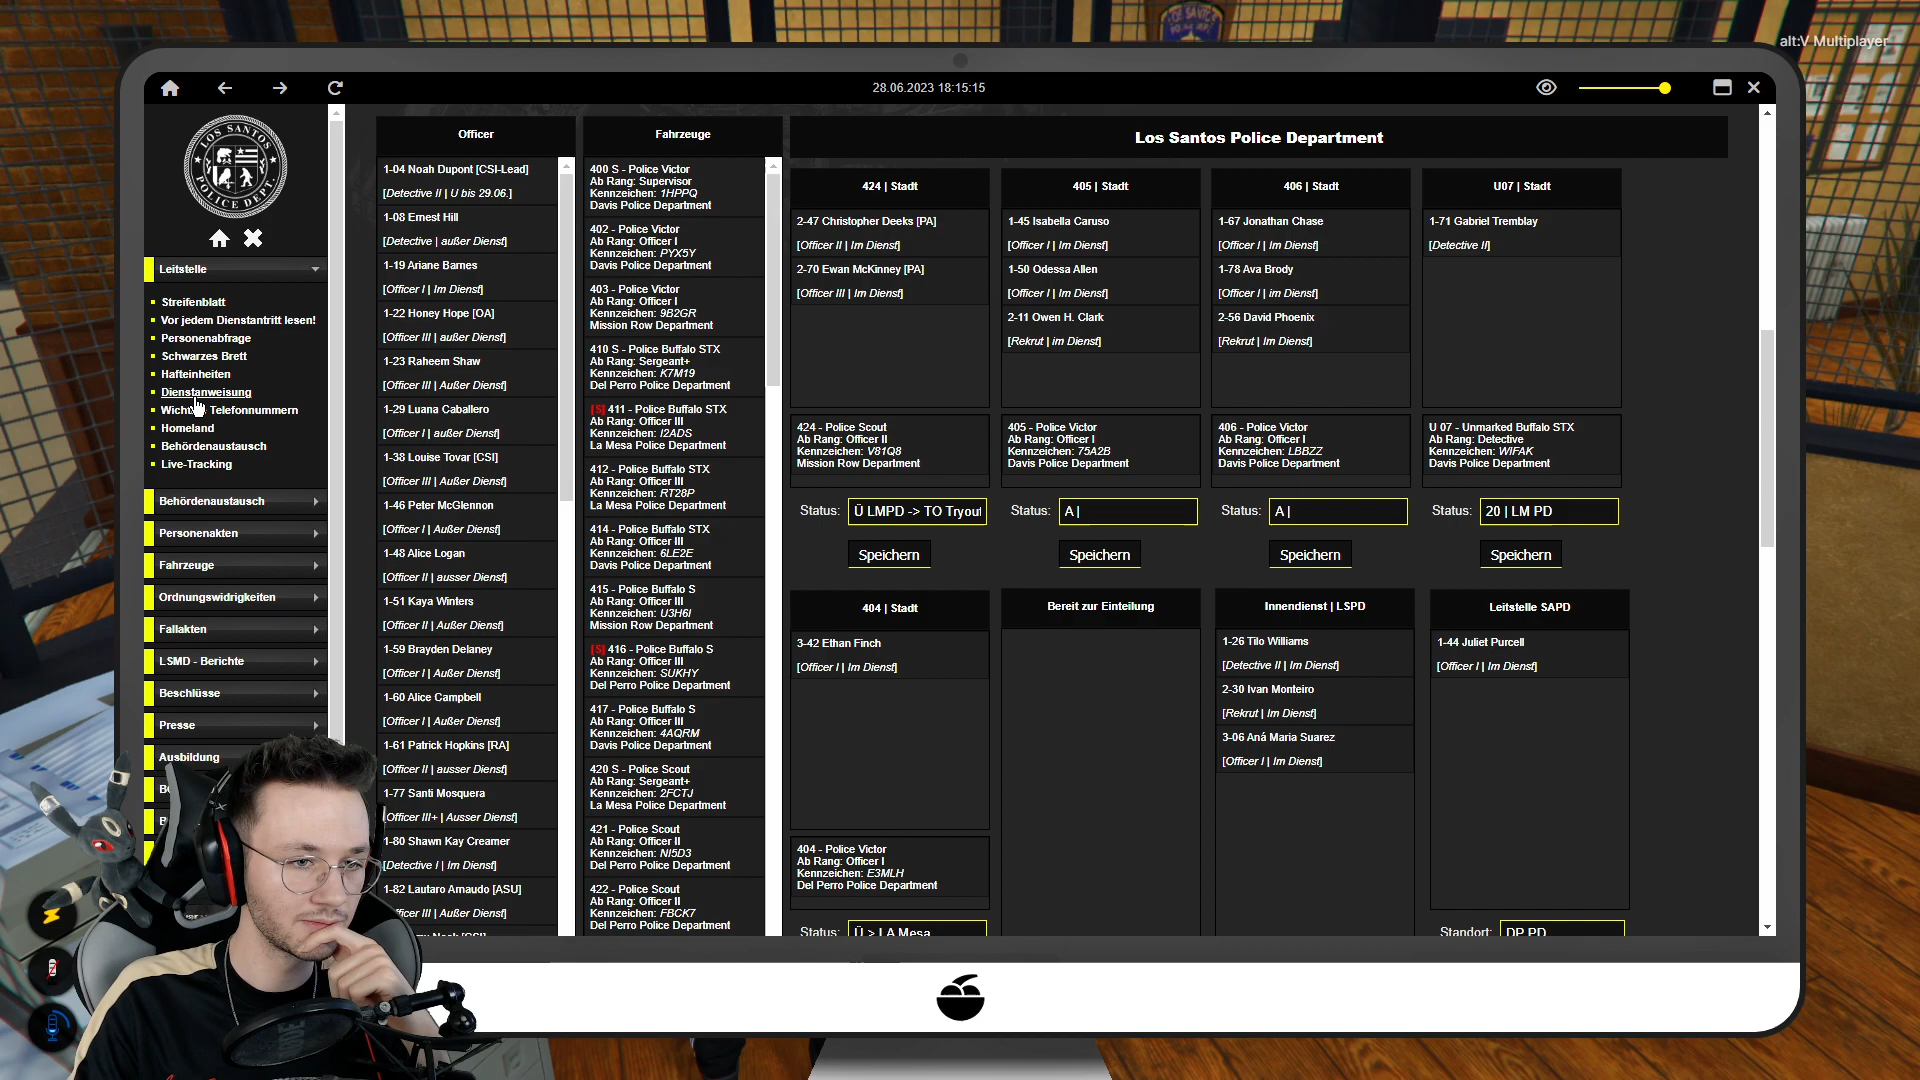 alt:V Multiplayer
28.06.2023 18:15:15
LOS SANTOS
POLICE DEPT.
Leitstelle
Streifenblatt
Vor jedem Dienstantritt lesen!
Personenabfrage
Schwarzes Brett
Hafteinheiten
Dienstanweisung
Telefonnummern
Homeland
Behördenaustausch
Live-Tracking
Behördenaustausch
Personenakten
Fahrzeuge
Ordnungswidrigkeiten
Fallakten
LSMD - Berichte
Beschlüsse
Presse
Ausbildung
Officer
1-04 Noah Dupont [CSI-Lead]
[Detective II | U bis 29.06.]
1-08 Ernest Hill
[Detective | außer Dienst]
1-19 Ariane Barnes
[Officer I | Im Dienst]
1-22 Honey Hope [OA]
[Officer III | außer Dienst]
1-23 Raheem Shaw
[Officer III | Außer Dienst]
1-29 Luana Caballero
[Officer I | außer Dienst]
1-38 Louise Tovar [CSI]
[Officer III | Außer Dienst]
1-46 Peter McGlennon
[Officer I | Außer Dienst]
1-48 Alice Logan
[Officer II | ausser Dienst]
1-51 Kaya Winters
[Officer II | Außer Dienst]
1-59 Brayden Delaney
[Officer I | Außer Dienst]
1-60 Alice Campbell
[Officer I | Außer Dienst]
1-61 Patrick Hopkins [RA]
[Officer II | ausser Dienst]
1-77 Santi Mosquera
[Officer III+ | Ausser Dienst]
1-80 Shawn Kay Creamer
[Detective I | Im Dienst]
1-82 Lautaro Arnaudo [ASU]
III | Außer Dienst]
Fahrzeuge
400 S - Police Victor
Ab Rang: Supervisor
Kennzeichen: 1HPPQ
Davis Police Department
402 - Police Victor
Ab Rang: Officer I
Kennzeichen: PYX5Y
Davis Police Department
403 - Police Victor
Ab Rang: Officer I
Kennzeichen: 9B2GR
Mission Row Department
410 S - Police Buffalo STX
Ab Rang: Sergeant+
Kennzeichen: K7M19
Del Perro Police Department
[S] 411 - Police Buffalo STX
Ab Rang: Officer III
Kennzeichen: I2ADS
La Mesa Police Department
412 - Police Buffalo STX
Ab Rang: Officer III
Kennzeichen: RT28P
La Mesa Police Department
414 - Police Buffalo STX
Ab Rang: Officer III
Kennzeichen: 6LE2E
Davis Police Department
415 - Police Buffalo S
Ab Rang: Officer III
Kennzeichen: U3H6I
Mission Row Department
[S] 416 - Police Buffalo S
Ab Rang: Officer III
Kennzeichen: SUKHY
Del Perro Police Department
417 - Police Buffalo S
Ab Rang: Officer III
Kennzeichen: 4AQRM
Davis Police Department
420 S - Police Scout
Ab Rang: Sergeant+
Kennzeichen: 2FCTJ
La Mesa Police Department
421 - Police Scout
Ab Rang: Officer II
Kennzeichen: NI5D3
Del Perro Police Department
422 - Police Scout
Ab Rang: Officer II
Kennzeichen: FBCK7
Del Perro Police Department
Los Santos Police Department
424 | Stadt
2-47 Christopher Deeks [PA]
[Officer II | Im Dienst]
2-70 Ewan McKinney [PA]
[Officer III | Im Dienst]
424 - Police Scout
Ab Rang: Officer II
Kennzeichen: V81Q8
Mission Row Department
Status: Ü LMPD -> TO Tryout
Speichern
405 | Stadt
1-45 Isabella Caruso
[Officer I | Im Dienst]
1-50 Odessa Allen
[Officer I | Im Dienst]
2-11 Owen H. Clark
[Rekrut | im Dienst]
405 - Police Victor
Ab Rang: Officer I
Kennzeichen: 75A2B
Davis Police Department
Status: A |
Speichern
406 | Stadt
1-67 Jonathan Chase
[Officer I | Im Dienst]
1-78 Ava Brody
[Officer I | im Dienst]
2-56 David Phoenix
[Rekrut | Im Dienst]
406 - Police Victor
Ab Rang: Officer I
Kennzeichen: LBBZZ
Davis Police Department
Status: A |
Speichern
U07 | Stadt
1-71 Gabriel Tremblay
[Detective II]
U 07 - Unmarked Buffalo STX
Ab Rang: Detective
Kennzeichen: WIFAK
Davis Police Department
Status: 20 | LM PD
Speichern
404 | Stadt
3-42 Ethan Finch
[Officer I | Im Dienst]
404 - Police Victor
Ab Rang: Officer I
Kennzeichen: E3MLH
Del Perro Police Department
Status: Ü > LA Mesa
Bereit zur Einteilung
Innendienst | LSPD
1-26 Tilo Williams
[Detective II | Im Dienst]
2-30 Ivan Monteiro
[Rekrut | Im Dienst]
3-06 Aná Maria Suarez
[Officer I | Im Dienst]
Leitstelle SAPD
1-44 Juliet Purcell
[Officer I | Im Dienst]
Standort: DP PD